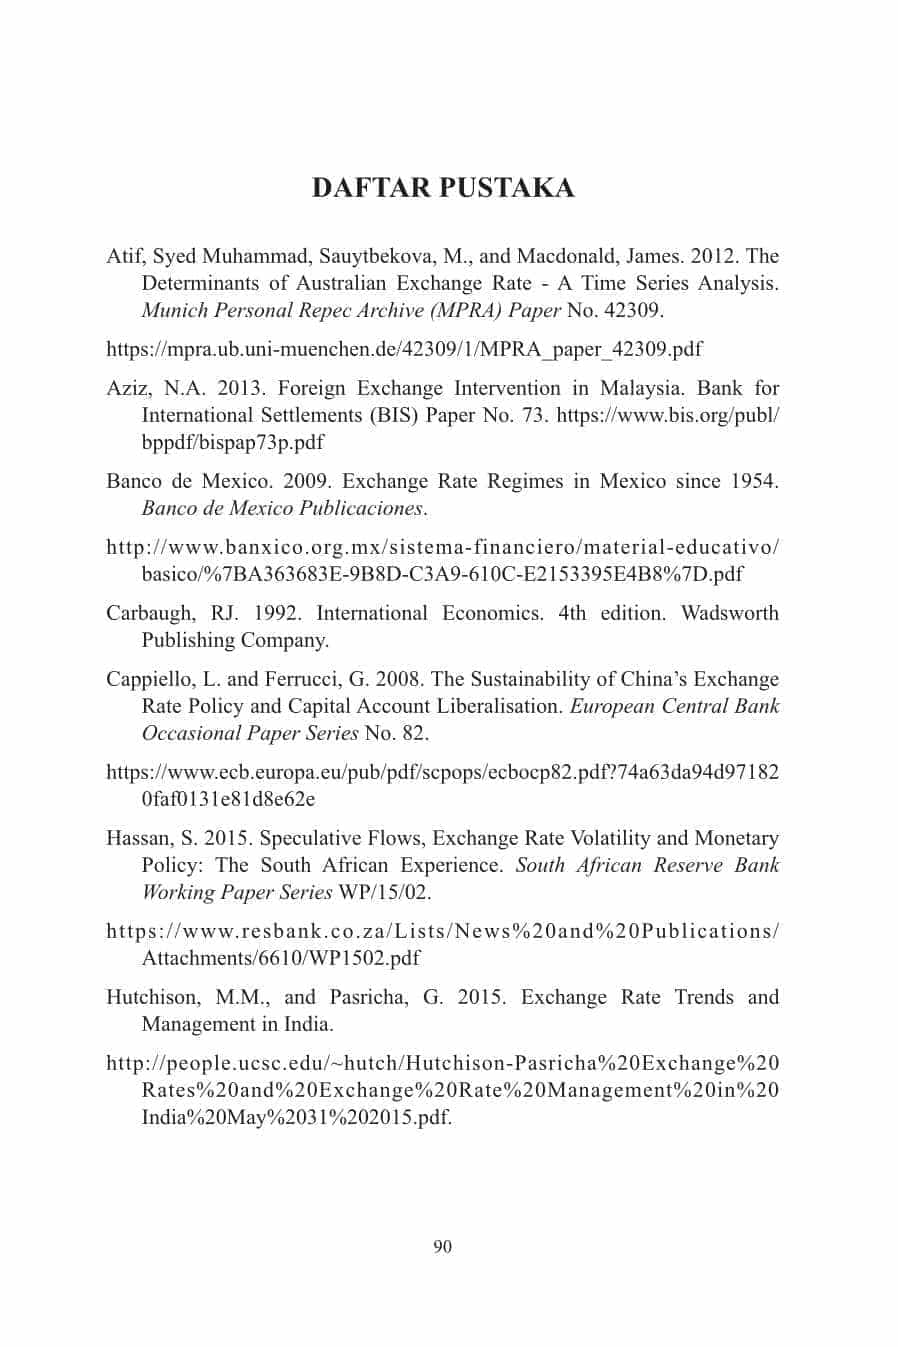 DAFTAR PUSTAKA
Atif, Syed Muhammad, Sauytbekova, M., and Macdonald, James. 2012. The
Determinants of Australian Exchange Rate - A Time Series Analysis.
Munich Personal Repec Archive (MPRA) Paper No. 42309.
https://mpra.ub.uni-muenchen.de/42309/1/MPRA_paper_42309.pdf
Aziz, N.A. 2013. Foreign Exchange Intervention in Malaysia. Bank for
International Settlements (BIS) Paper No. 73. https://www.bis.org/publ/
bppdf/bispap73p.pdf
Banco de Mexico. 2009. Exchange Rate Regimes in Mexico since 1954.
Banco de Mexico Publicaciones.
http://www.banxico.org.mx/sistema-financiero/material-educativo/
basico/%7BA363683E-9B8D-C3A9-610C-E2153395E4B8%7D.pdf
Carbaugh, RJ. 1992. International Economics. 4th edition. Wadsworth
Publishing Company.
Cappiello, L. and Ferrucci, G. 2008. The Sustainability of China’s Exchange
Rate Policy and Capital Account Liberalisation. European Central Bank
Occasional Paper Series No. 82.
https://www.ecb.europa.eu/pub/pdf/scpops/ecbocp82.pdf?74a63da94d97182
0faf0131e81d8e62e
Hassan, S. 2015. Speculative Flows, Exchange Rate Volatility and Monetary
Policy: The South African Experience. South African Reserve Bank
Working Paper Series WP/15/02.
https://www.resbank.co.za/Lists/News%20and%20Publications/
Attachments/6610/WP1502.pdf
Hutchison, M.M., and Pasricha, G. 2015. Exchange Rate Trends and
Management in India.
http://people.ucsc.edu/~hutch/Hutchison-Pasricha%20Exchange%20
Rates%20and%20Exchange%20Rate%20Management%20in%20
India%20May%2031%202015.pdf.
90